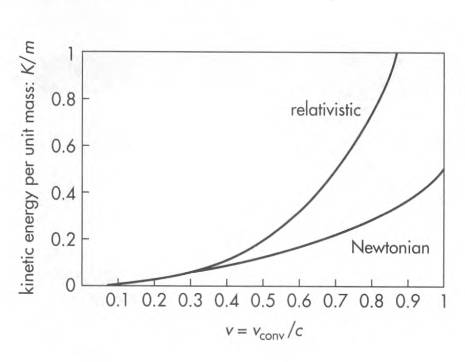 kinetic energy per unit mass: K/m
1
0.8
0.6
0.4
0.2
0
relativistic
Newtonian
0.1 0.2 0.3 0.4 0.5 0.6 0.7 0.8 0.9 1
v = v_conv/c